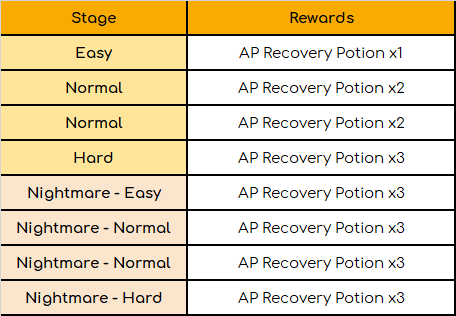 Stage Rewards
Easy AP Recovery Potion x1
Normal AP Recovery Potion x2
Normal AP Recovery Potion x2
Hard AP Recovery Potion x3
Nightmare - Easy AP Recovery Potion x3
Nightmare - Normal AP Recovery Potion x3
Nightmare - Normal AP Recovery Potion x3
Nightmare - Hard AP Recovery Potion x3